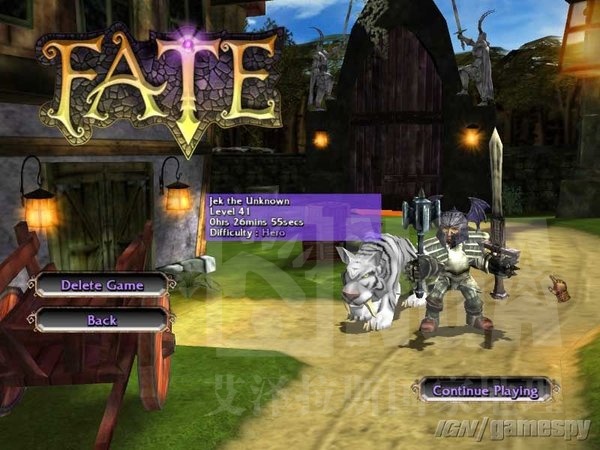 FATE
Jek the Unknown
Level 41
0hrs 26mins 55secs
Difficulty : Hero
Delete Game
Back
Continue Playing
IGN/gamespy